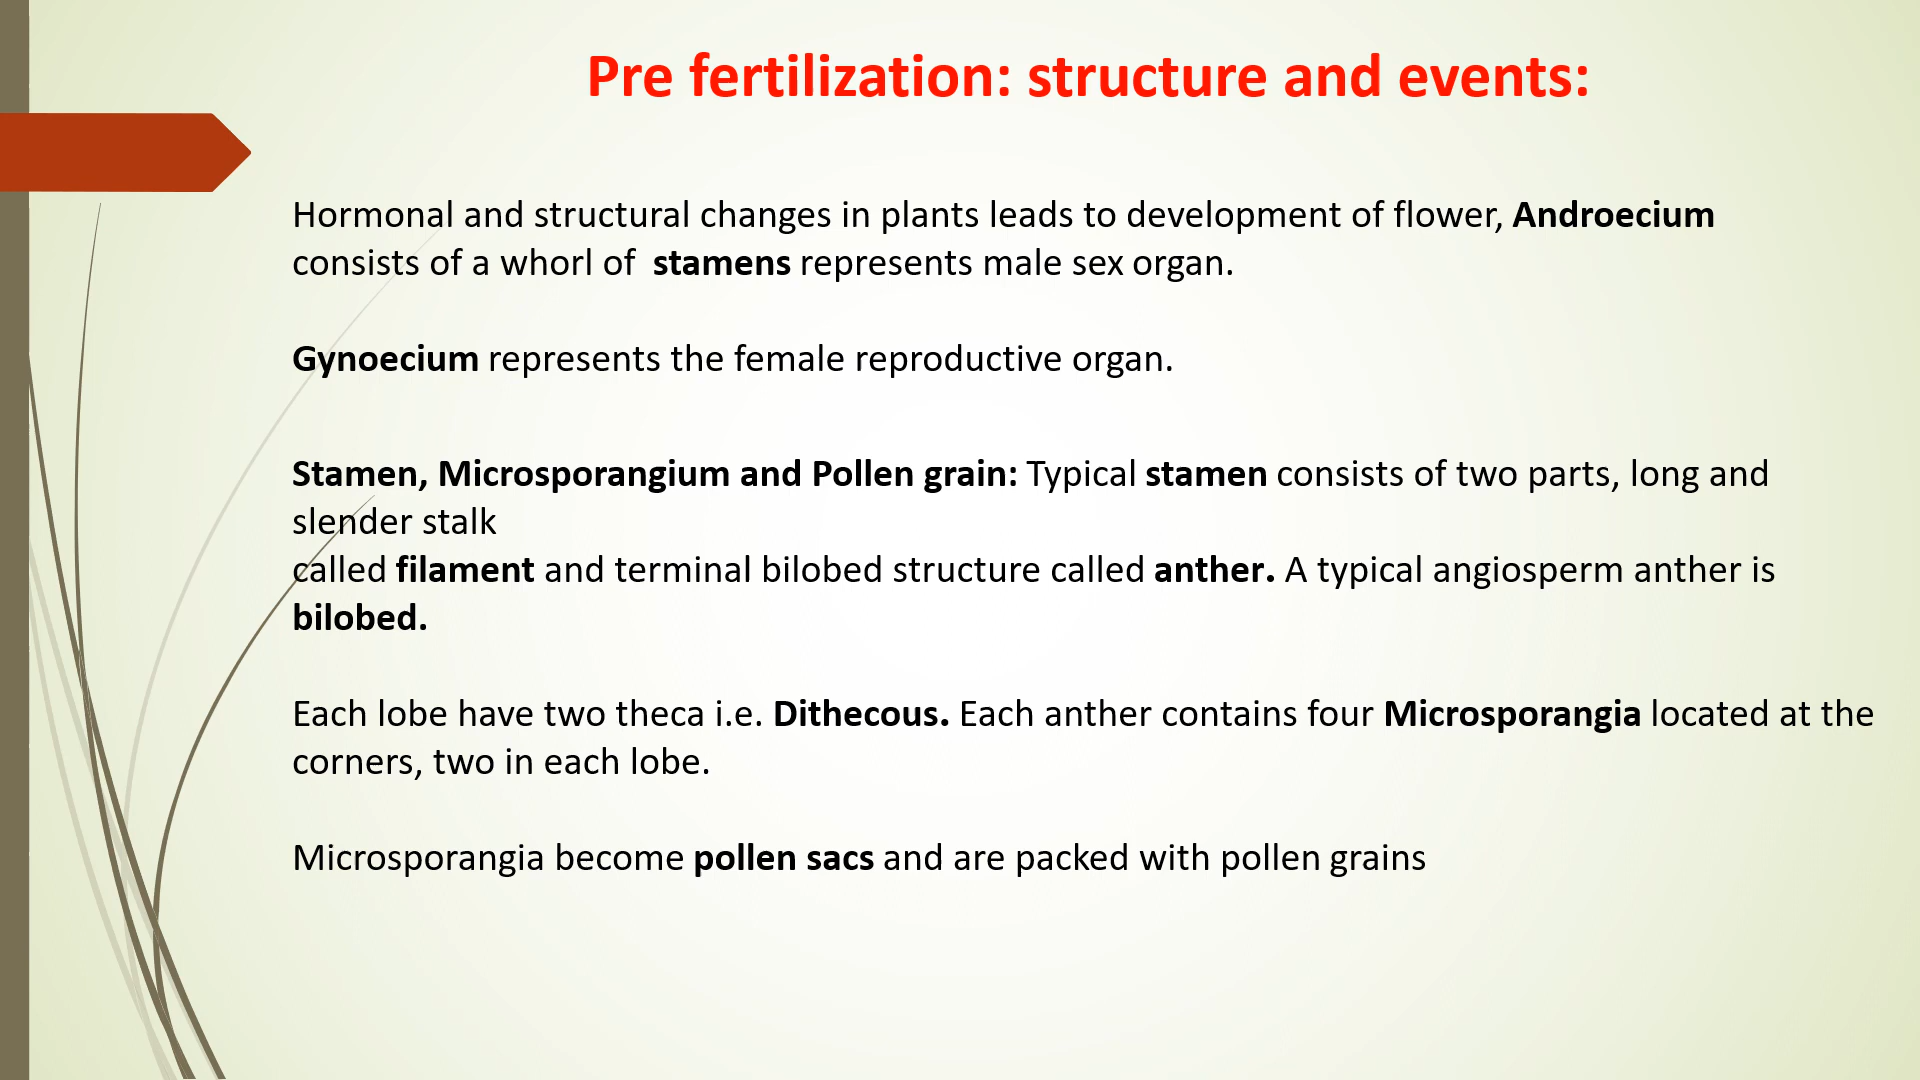 Pre fertilization: structure and events:
Hormonal and structural changes in plants leads to development of flower, Androecium
consists of a whorl of  stamens represents male sex organ.
Gynoecium represents the female reproductive organ.
Stamen, Microsporangium and Pollen grain: Typical stamen consists of two parts, long and
slender stalk
called filament and terminal bilobed structure called anther. A typical angiosperm anther is
bilobed.
Each lobe have two theca i.e. Dithecous. Each anther contains four Microsporangia located at the
corners, two in each lobe.
Microsporangia become pollen sacs and are packed with pollen grains